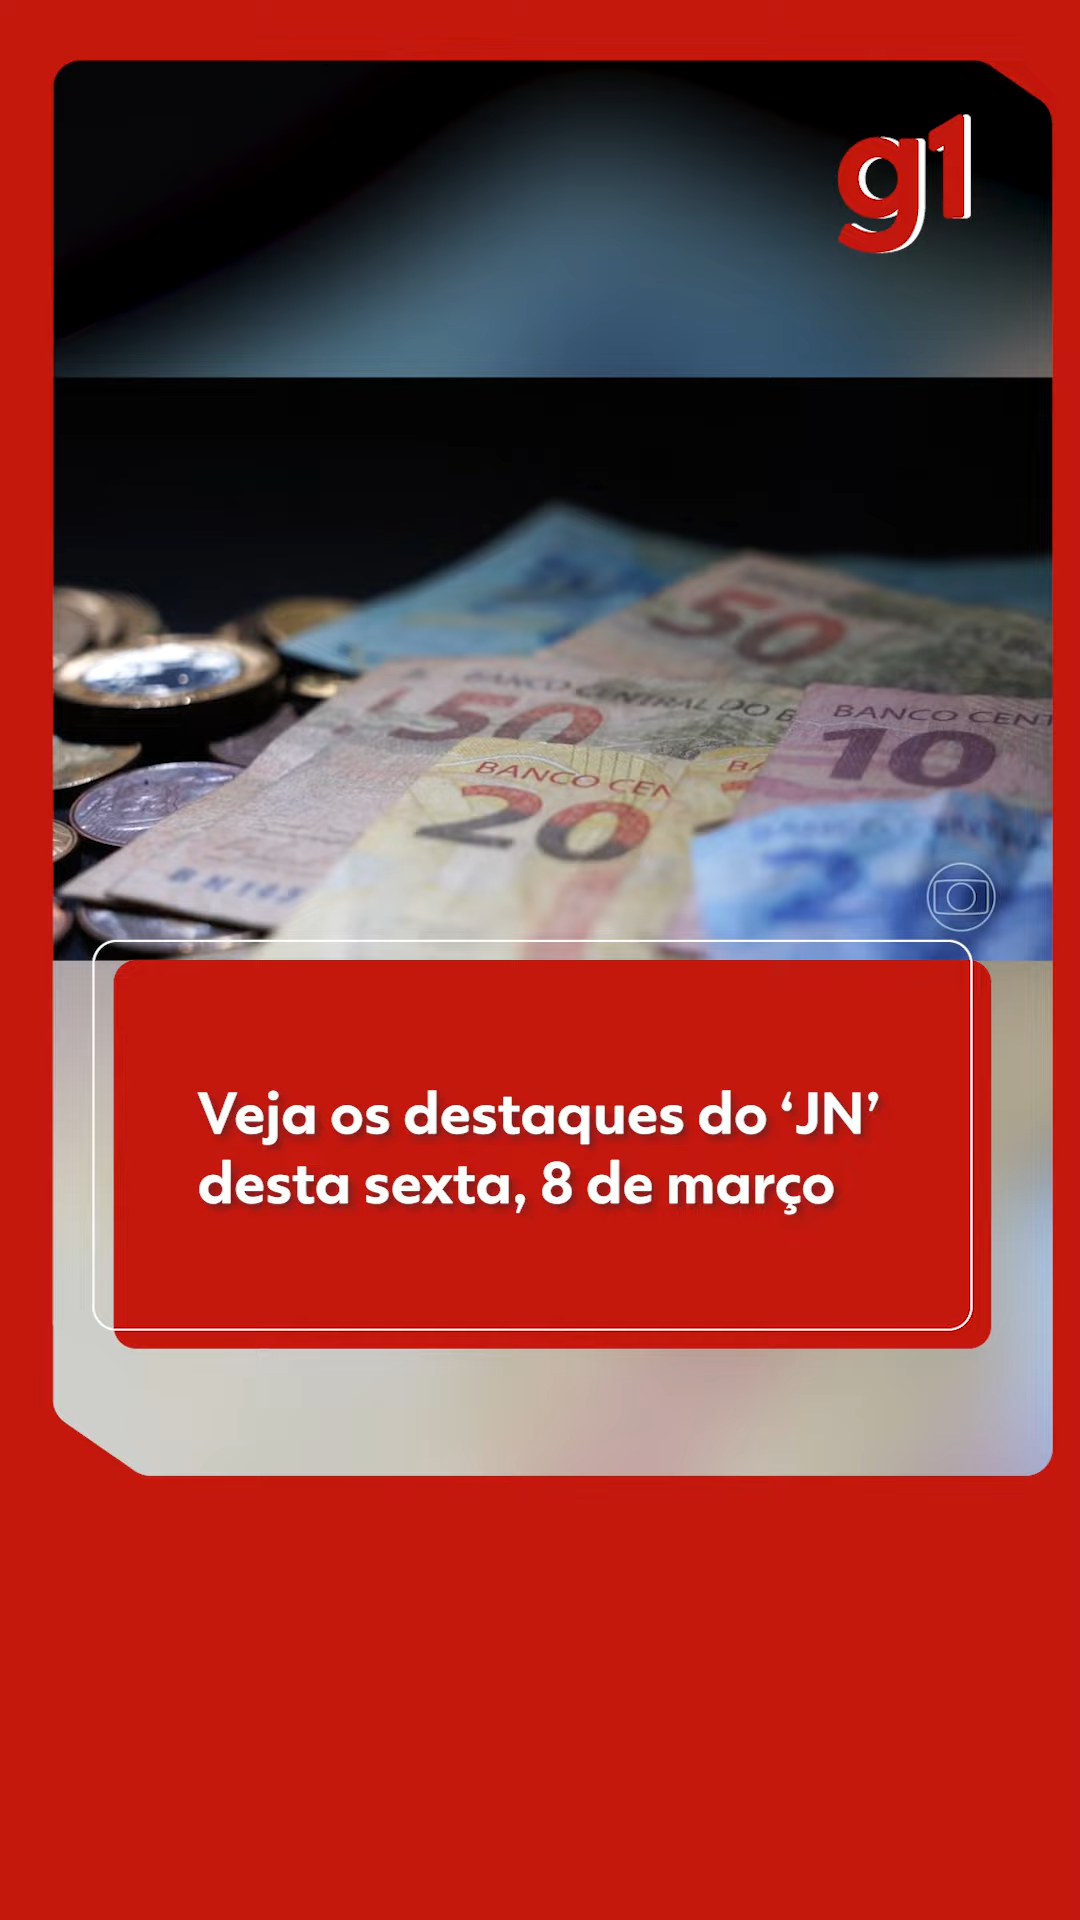 g1
50
BANCO CENTRAL DO B
50
BANCO CENT
10
BANCO CEN
20
2
Veja os destaques do ‘JN’
desta sexta, 8 de março